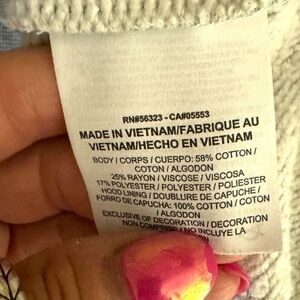 RN#56323 - CA#05553
MADE IN VIETNAM/FABRIQUE AU
VIETNAM/HECHO EN VIETNAM
BODY / CORPS / CUERPO: 58% COTTON /
COTON / ALGODON
25% RAYON / VISCOSE / VISCOSA
17% POLYESTER / POLYESTER / POLIESTER
HOOD LINING / DOUBLURE DE CAPUCHE /
FORRO DE CAPUCHA: 100% COTTON / COTON
/ ALGODON
EXCLUSIVE OF DECORATION / DECORATION
NON COMPRISE / NO INCLUYE LA